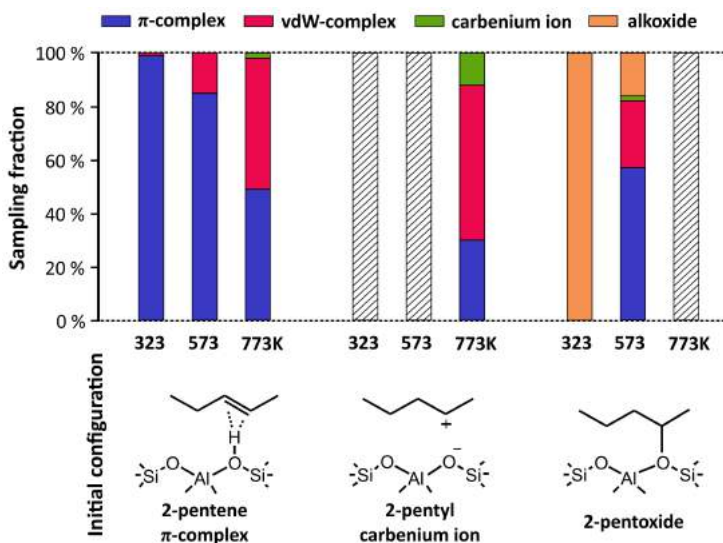 π-complex vdW-complex carbenium ion alkoxide
100 %
80 %
60 %
40 %
20 %
0 %
Sampling fraction
323 573 773K 323 573 773K 323 573 773K
Initial configuration
H
Si O Al O Si
+
−
Si O Al O Si
O
Si O Al Si
2-pentene
π-complex
2-pentyl
carbenium ion
2-pentoxide